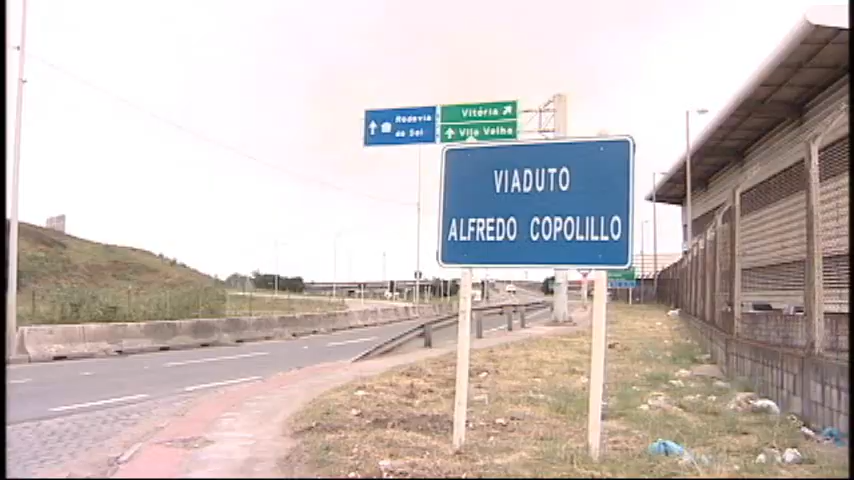 Rodovia
do Sol
Vitória
Vila Velha
VIADUTO
ALFREDO COPOLILLO